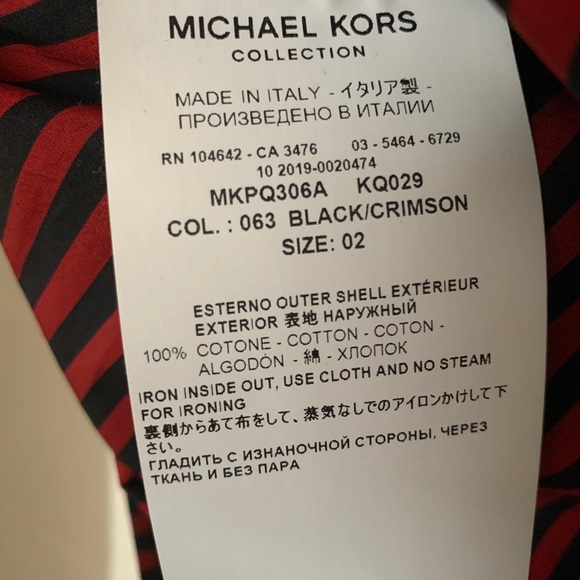 MICHAEL KORS
COLLECTION
MADE IN ITALY - イタリア製 -
ПРОИЗВЕДЕНО В ИТАЛИИ
RN 104642 - CA 3476 03 - 5464 - 6729
10 2019-0020474
MKPQ306A KQ029
COL. : 063 BLACK/CRIMSON
SIZE: 02
ESTERNO OUTER SHELL EXTÉRIEUR
EXTERIOR 表地 НАРУЖНЫЙ
100% COTONE - COTTON - COTON -
ALGODÓN - 綿 - ХЛОПОК
IRON INSIDE OUT, USE CLOTH AND NO STEAM
FOR IRONING
裏側からあて布をして、蒸気なしでのアイロンかけして下
さい。
ГЛАДИТЬ С ИЗНАНОЧНОЙ СТОРОНЫ, ЧЕРЕЗ
ТКАНЬ И БЕЗ ПАРА